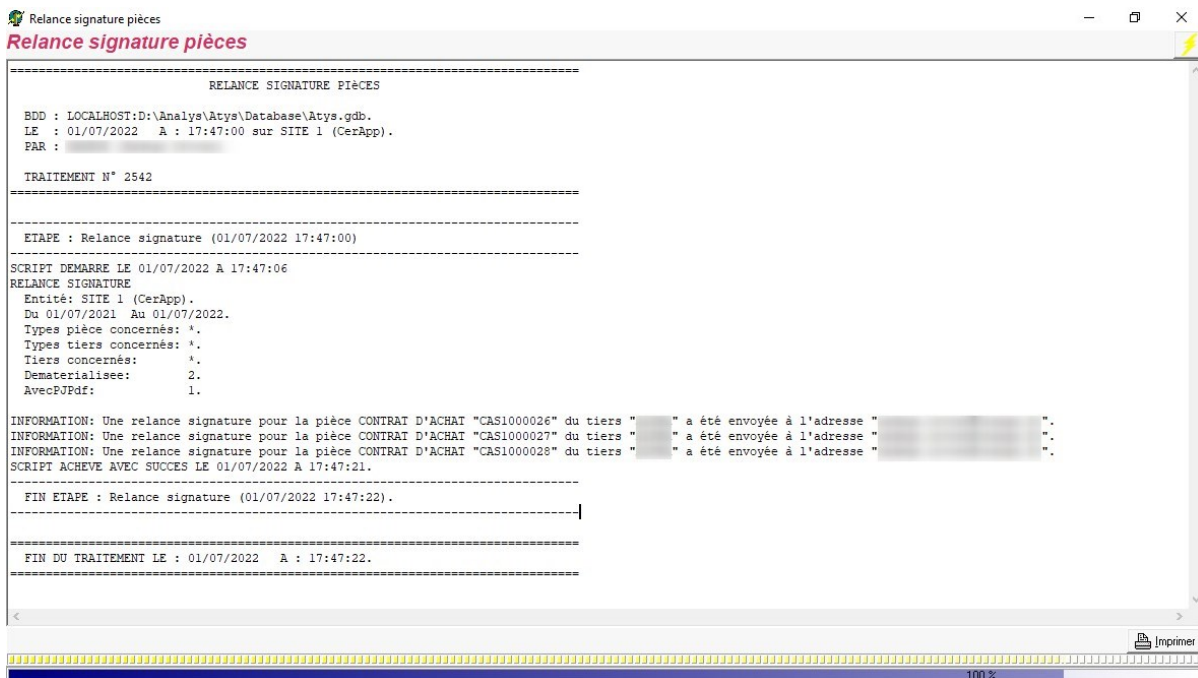 Relance signature pièces
Relance signature pièces
================================================================================
RELANCE SIGNATURE PIèCES
BDD : LOCALHOST:D:\Analys\Atys\Database\Atys.gdb.
LE : 01/07/2022 A : 17:47:00 sur SITE 1 (CerApp).
PAR :
TRAITEMENT N° 2542
================================================================================
--------------------------------------------------------------------------------
ETAPE : Relance signature (01/07/2022 17:47:00)
--------------------------------------------------------------------------------
SCRIPT DEMARRE LE 01/07/2022 A 17:47:06
RELANCE SIGNATURE
Entité: SITE 1 (CerApp).
Du 01/07/2021 Au 01/07/2022.
Types pièce concernés: *.
Types tiers concernés: *.
Tiers concernés: *.
Dematerialisee: 2.
AvecPJPdf: 1.
INFORMATION: Une relance signature pour la pièce CONTRAT D'ACHAT "CAS1000026" du tiers "" a été envoyée à l'adresse "".
INFORMATION: Une relance signature pour la pièce CONTRAT D'ACHAT "CAS1000027" du tiers "" a été envoyée à l'adresse "".
INFORMATION: Une relance signature pour la pièce CONTRAT D'ACHAT "CAS1000028" du tiers "" a été envoyée à l'adresse "".
SCRIPT ACHEVE AVEC SUCCES LE 01/07/2022 A 17:47:21.
--------------------------------------------------------------------------------
FIN ETAPE : Relance signature (01/07/2022 17:47:22).
--------------------------------------------------------------------------------
================================================================================
FIN DU TRAITEMENT LE : 01/07/2022 A : 17:47:22.
================================================================================
Imprimer
100 %